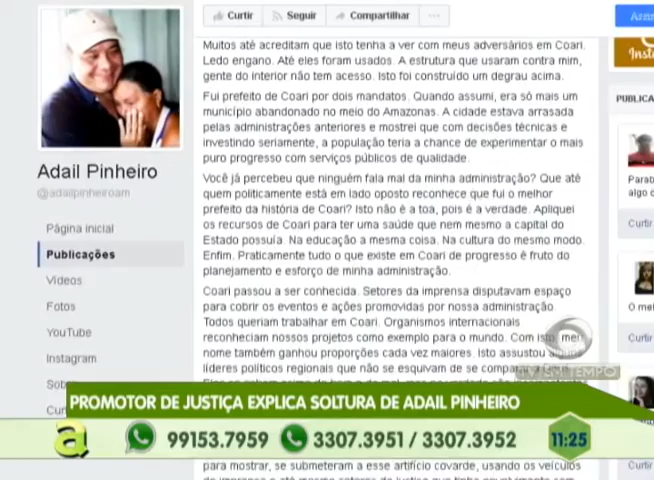 Curtir
Seguir
Compartilhar
...
Muitos até acreditam que isto tenha a ver com meus adversários em Coari.
Ledo engano. Até eles foram usados. A estrutura que usaram contra mim,
gente do interior não tem acesso. Isto foi construído um degrau acima.
Fui prefeito de Coari por dois mandatos. Quando assumi, era só mais um
município abandonado no meio do Amazonas. A cidade estava arrasada
pelas administrações anteriores e mostrei que com decisões técnicas e
investindo seriamente, a população teria a chance de experimentar o mais
puro progresso com serviços públicos de qualidade.
Você já percebeu que ninguém fala mal da minha administração? Que até
quem politicamente está em lado oposto reconhece que fui o melhor
prefeito da história de Coari? Isto não é a toa, pois é a verdade. Apliquei
os recursos de Coari para ter uma saúde que nem mesmo a capital do
Estado possuía. Na educação a mesma coisa. Na cultura do mesmo modo.
Enfim. Praticamente tudo o que existe em Coari de progresso é fruto do
planejamento e esforço de minha administração.
Coari passou a ser conhecida. Setores da imprensa disputavam espaço
para cobrir os eventos e ações promovidas por nossa administração.
Todos queriam trabalhar em Coari. Organismos internacionais
reconheciam nossos projetos como exemplo para o mundo. Com isto meu
nome também ganhou proporções cada vez maiores. Isto assustou
líderes políticos regionais que não se esquivam de se
para mostrar, se submeteram a esse artifício covarde, usando os veículos
Adail Pinheiro
@adailpinheiroam
Página inicial
Publicações
Vídeos
Fotos
YouTube
Instagram
Sob
Cur
Insta
PUBLICA
Parab
algo d
Curtir
O mel
Curtir
Curtir
TEMPO
PROMOTOR DE JUSTIÇA EXPLICA SOLTURA DE ADAIL PINHEIRO
a
99153.7959
3307.3951 / 3307.3952
11:25